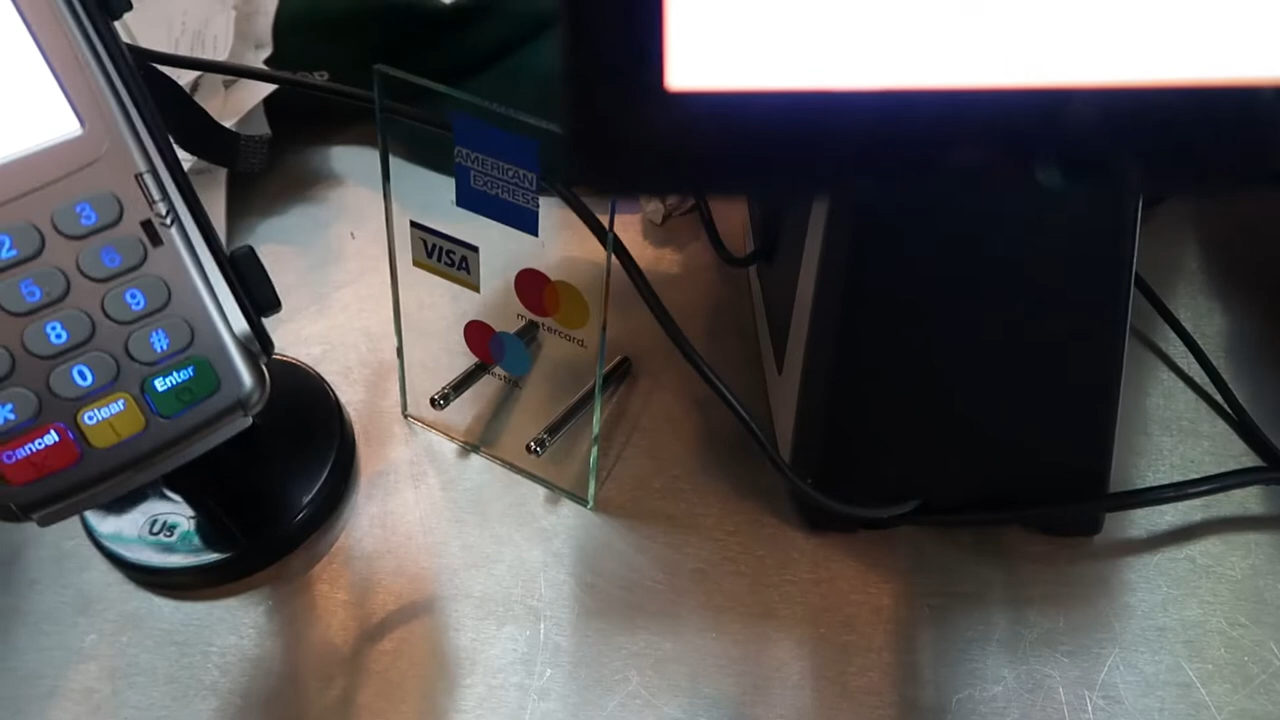 2
3
5
6
8
9
0
#
*
Cancel
Clear
Enter
Us
AMERICAN
EXPRESS
VISA
mastercard.